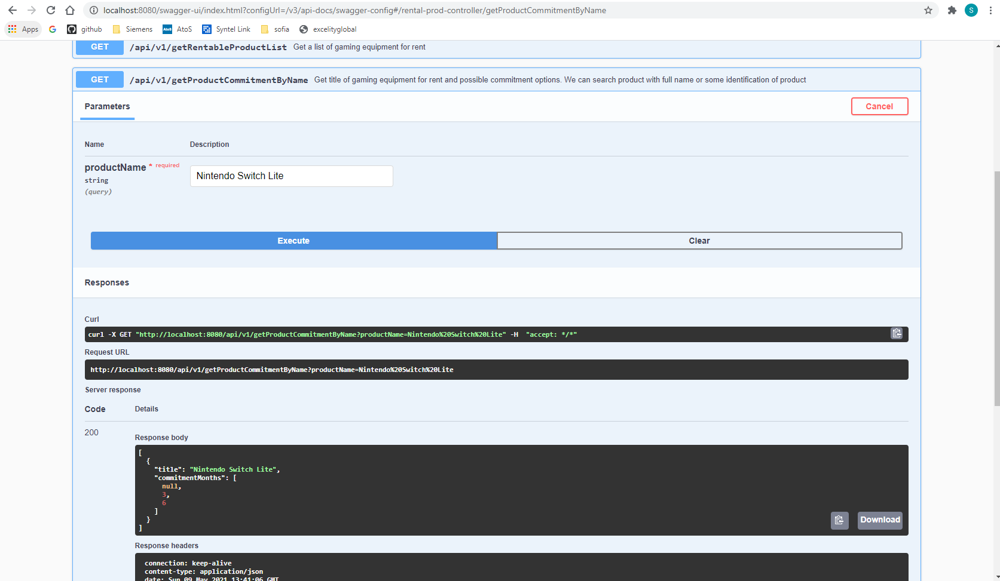 localhost:8080/swagger-ui/index.html?configUrl=/v3/api-docs/swagger-config#/rental-prod-controller/getProductCommitmentByName
S
Apps github Siemens AtoS AtoS Syntel Link sofia excelityglobal
GET /api/v1/getRentableProductList Get a list of gaming equipment for rent
GET /api/v1/getProductCommitmentByName Get title of gaming equipment for rent and possible commitment options. We can search product with full name or some identification of product
Parameters Cancel
Name Description
productName * required Nintendo Switch Lite
string
(query)
Execute Clear
Responses
Curl
curl -X GET "http://localhost:8080/api/v1/getProductCommitmentByName?productName=Nintendo%20Switch%20Lite" -H  "accept: */*"
Request URL
http://localhost:8080/api/v1/getProductCommitmentByName?productName=Nintendo%20Switch%20Lite
Server response
Code Details
200
Response body
[
  {
    "title": "Nintendo Switch Lite",
    "commitmentMonths": [
      null,
      3,
      6
    ]
  }
]
Download
Response headers
connection: keep-alive
content-type: application/json
date: Sun 09 May 2021 13:41:06 GMT